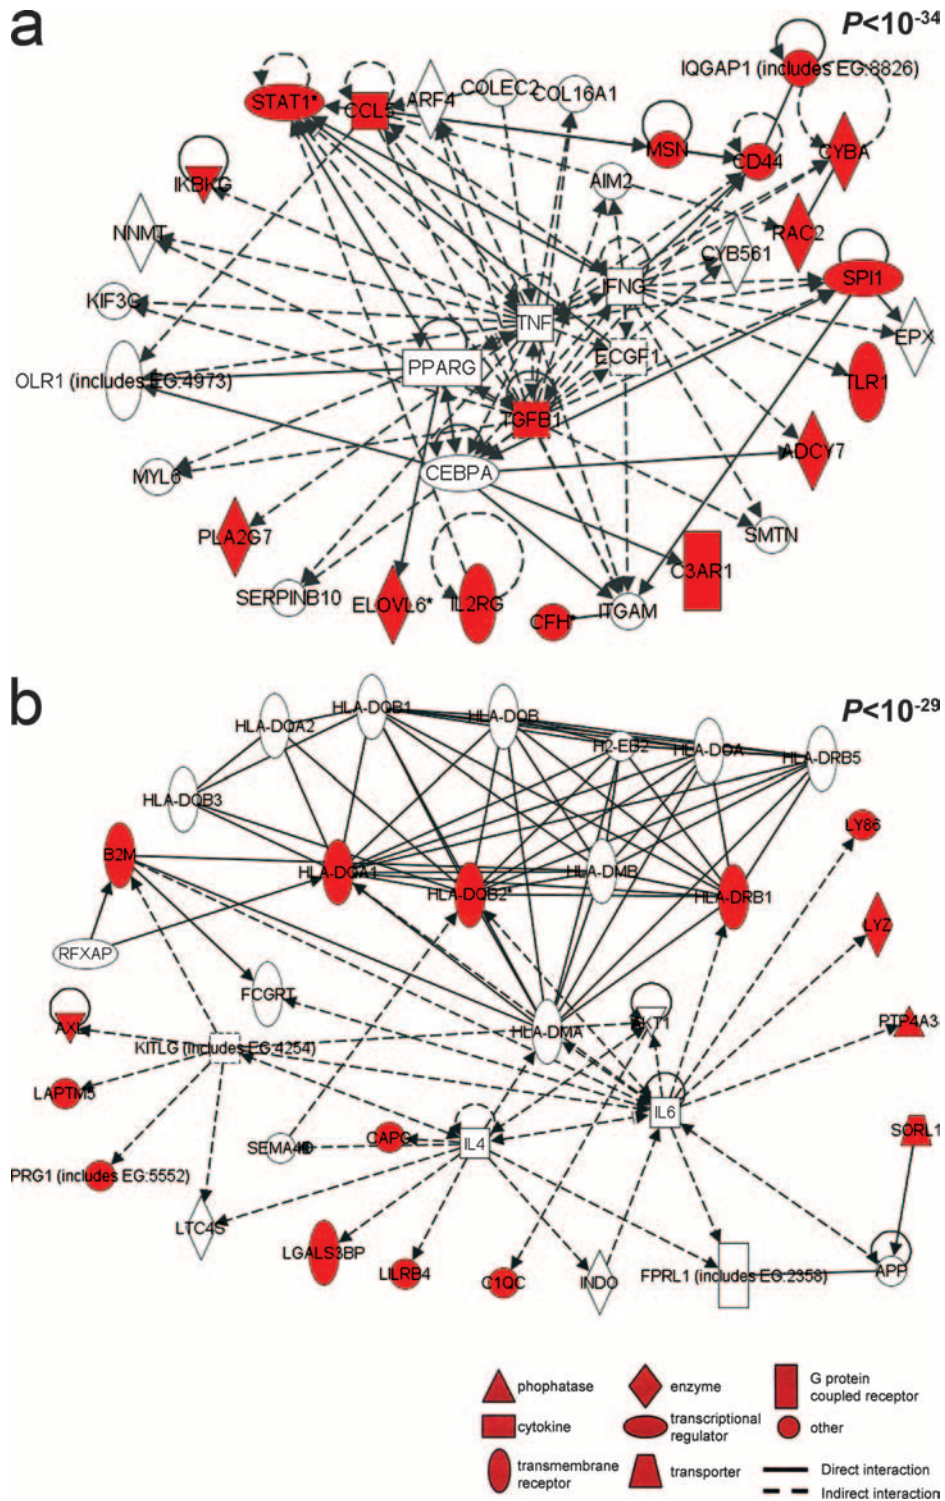 a
P<10-34
IQGAP1 (includes EG:8826)
STAT1*
CCL5
ARF4
COLEC2
COL16A1
MSN
CD44
CYBA
IKBKG
AIM2
NNMT
CYB561
RAC2
KIF3C
IFNG
SPI1
TNF
EPX
PPARG
ECGF1
OLR1 (includes EG:4973)
TLR1
TGFB1
CEBPA
ADCY7
MYL6
PLA2G7
SMTN
C3AR1
SERPINB10
ELOVL6*
IL2RG
CFH*
ITGAM
b
P<10-29
HLA-DQB1
HLA-DQB
HLA-DQA2
H2-EB2
HLA-DOA
HLA-DRB5
HLA-DQB3
LY86
B2M
HLA-DQA1
HLA-DQB2*
HLA-DMB
HLA-DRB1
LYZ
RFXAP
FCGRT
AXL
KITLG (includes EG:4254)
HLA-DMA
AKT1
PTP4A3
LAPTM5
IL6
SEMA4D
CAPG
IL4
SORL1
PRG1 (includes EG:5552)
LTC4S
LGALS3BP
LILRB4
C1QC
INDO
FPRL1 (includes EG:2358)
APP
phophatase
enzyme
G protein
coupled receptor
cytokine
transcriptional
regulator
other
transmembrane
receptor
transporter
Direct interaction
Indirect interaction